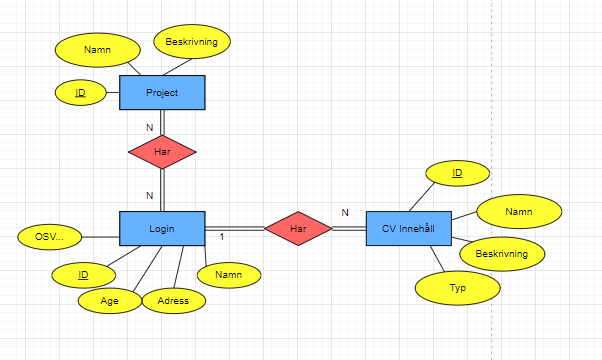 Namn
Beskrivning
ID
Project
N
Har
N
Login
1
Har
N
CV Innehåll
ID
Namn
Beskrivning
Typ
OSV...
ID
Age
Adress
Namn